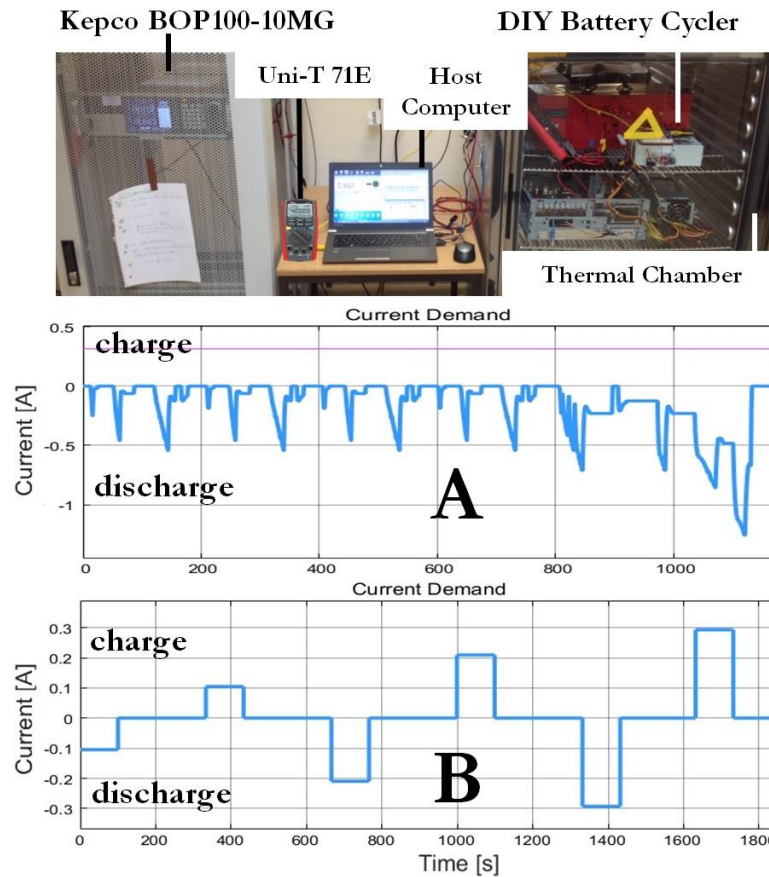 Kepco BOP100-10MG
DIY Battery Cycler
Uni-T 71E
Host
Computer
Thermal Chamber
Current Demand
0.5
0
-0.5
-1
Current [A]
charge
discharge
A
0 200 400 600 800 1000
Current Demand
0.3
0.2
0.1
0
-0.1
-0.2
-0.3
Current [A]
charge
discharge
B
0 200 400 600 800 1000 1200 1400 1600 1800
Time [s]